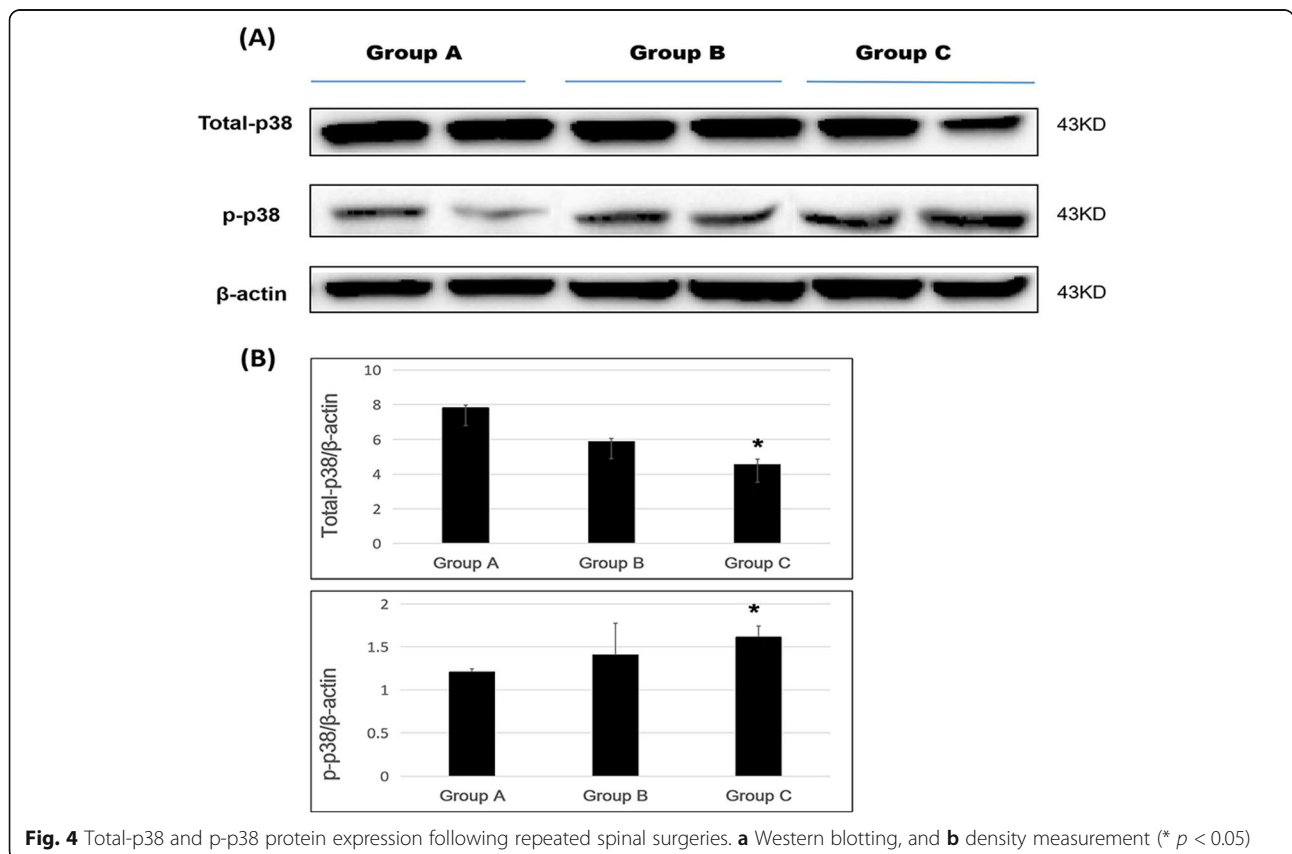 (A)
Group A Group B Group C
Total-p38 43KD
p-p38 43KD
β-actin 43KD
(B)
Total-p38/β-actin
10
8
6
4
2
0
*
Group A Group B Group C
p-p38/β-actin
2
1.5
1
0.5
0
*
Group A Group B Group C
Fig. 4 Total-p38 and p-p38 protein expression following repeated spinal surgeries. a Western blotting, and b density measurement (* p < 0.05)